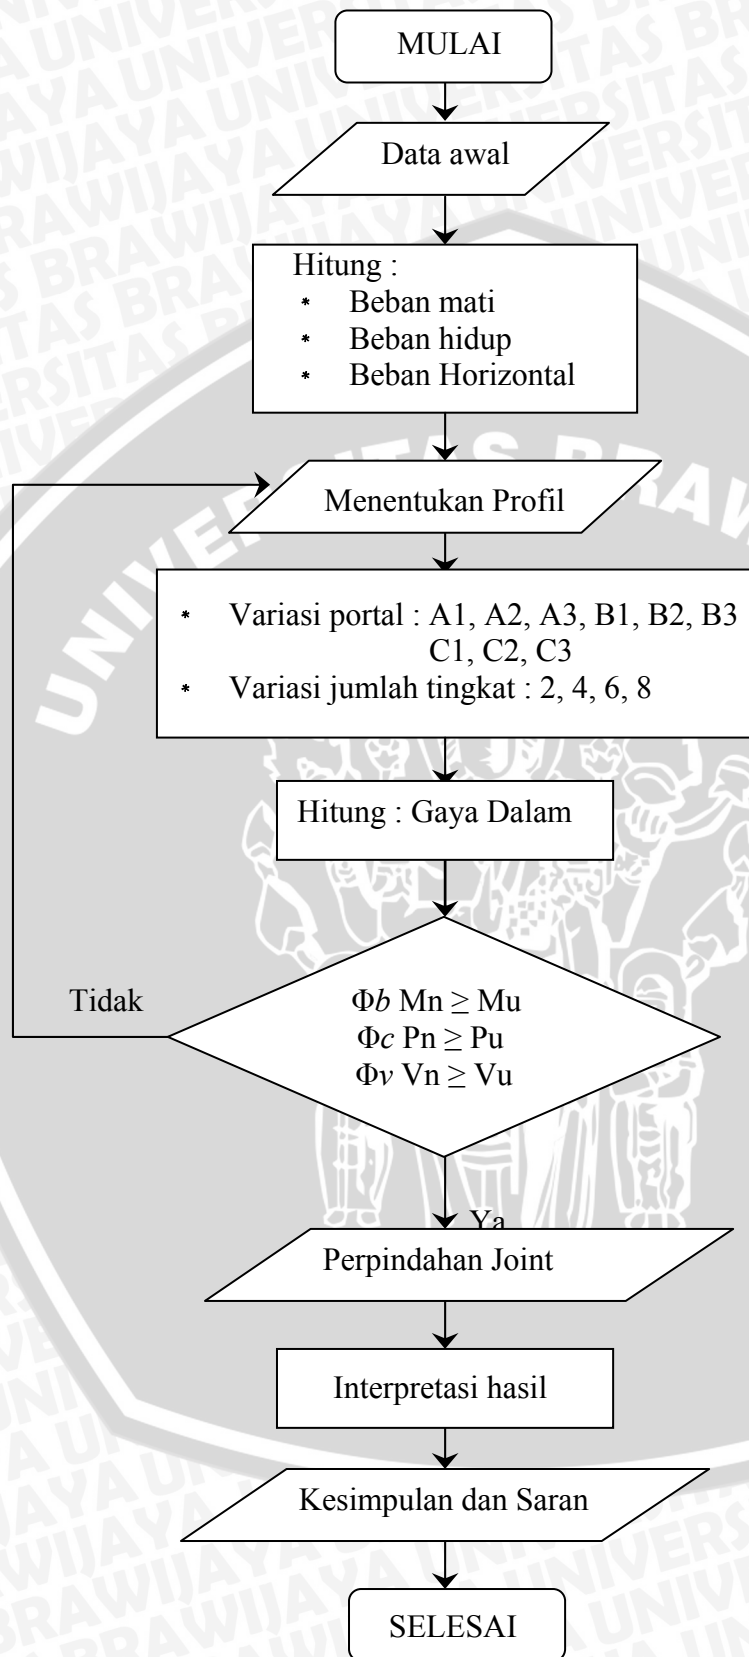 MULAI
Data awal
Hitung :
* Beban mati
* Beban hidup
* Beban Horizontal
Menentukan Profil
* Variasi portal : A1, A2, A3, B1, B2, B3
C1, C2, C3
* Variasi jumlah tingkat : 2, 4, 6, 8
Hitung : Gaya Dalam
Tidak
Φb Mn ≥ Mu
Φc Pn ≥ Pu
Φv Vn ≥ Vu
Ya
Perpindahan Joint
Interpretasi hasil
Kesimpulan dan Saran
SELESAI